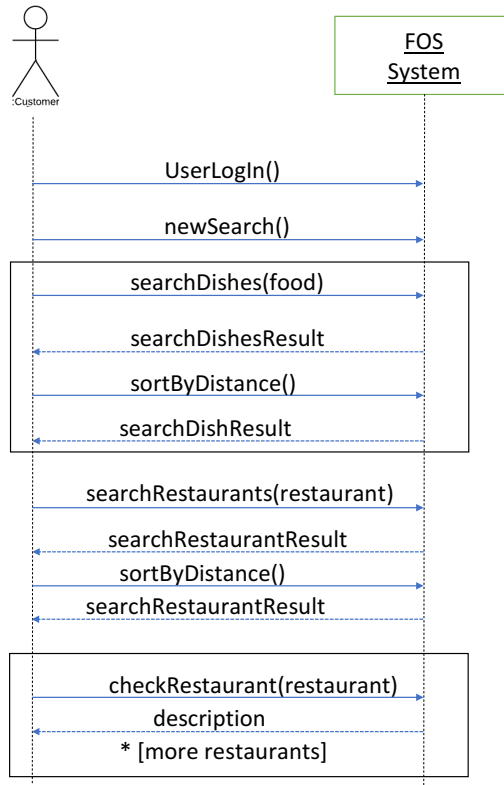 FOS
System
:Customer
UserLogIn()
newSearch()
searchDishes(food)
searchDishesResult
sortByDistance()
searchDishResult
searchRestaurants(restaurant)
searchRestaurantResult
sortByDistance()
searchRestaurantResult
checkRestaurant(restaurant)
description
* [more restaurants]